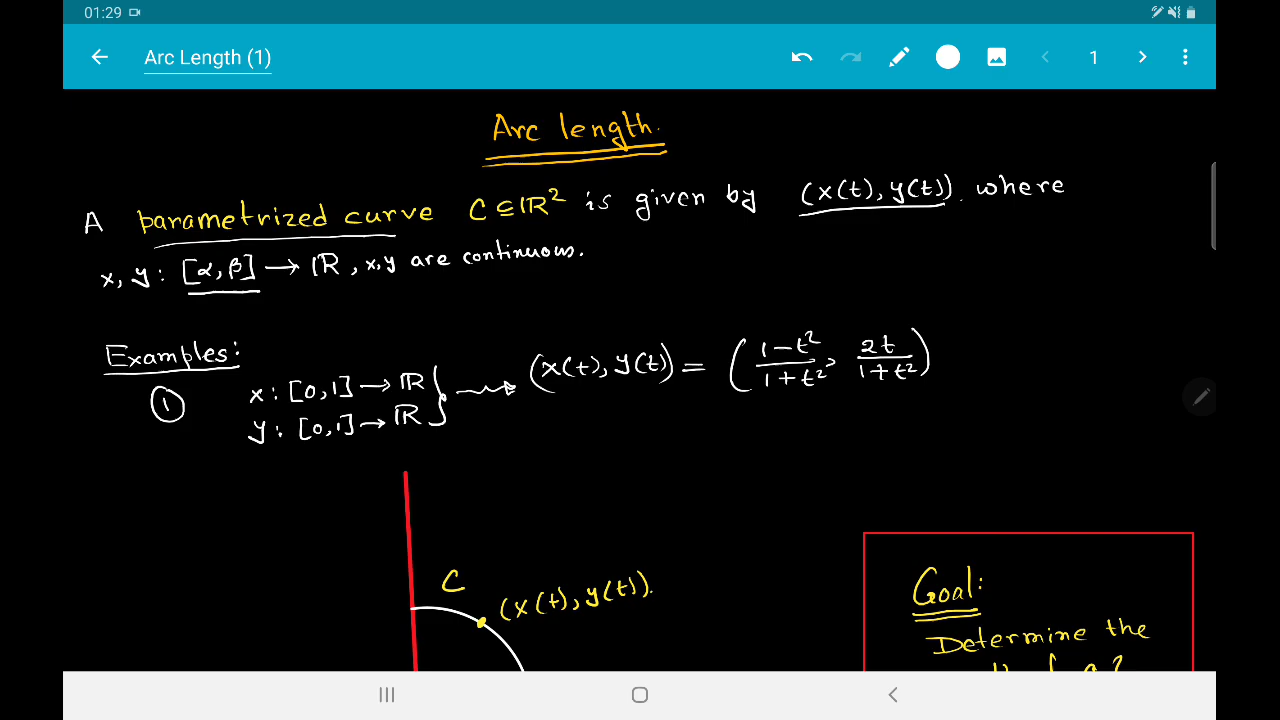 01:29
Arc Length (1)
1
Arc length.
A parametrized curve C ⊆ ℝ² is given by (x(t), y(t)). where
x, y : [α, β] → ℝ, x,y are continuous.
Examples:
① x : [0, 1] → ℝ
y : [0, 1] → ℝ } ⇝ (x(t), y(t)) = ( (1-t²)/(1+t²), 2t/(1+t²) )
C
(x(t), y(t)).
Goal:
Determine the